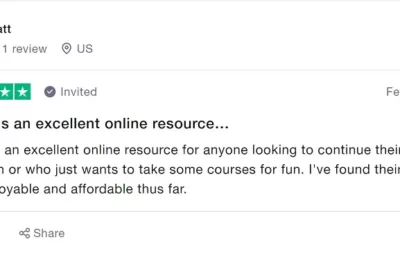 att
1 review US
Invited Fe
s an excellent online resource...
an excellent online resource for anyone looking to continue their
n or who just wants to take some courses for fun. I've found their
oyable and affordable thus far.
Share